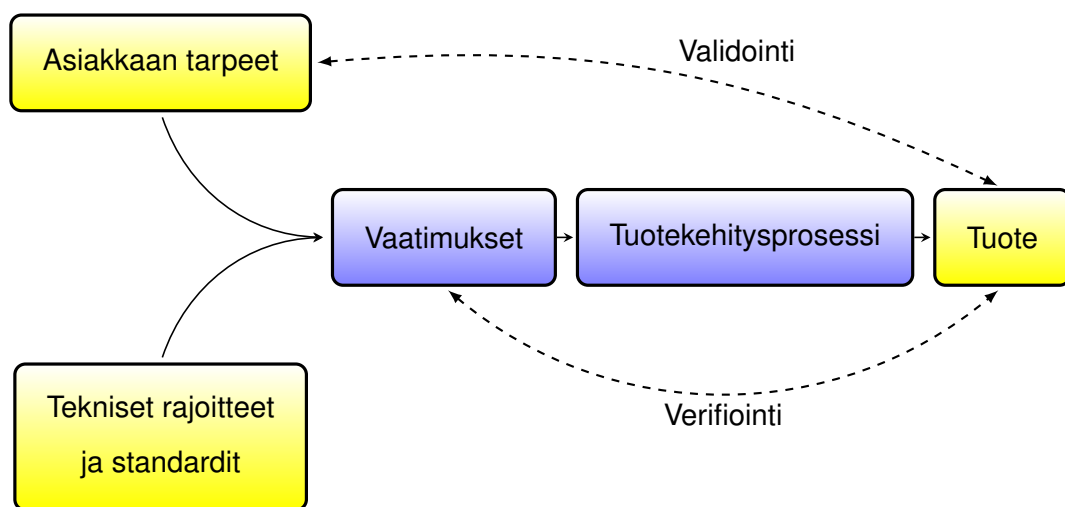 Asiakkaan tarpeet
Validointi
Vaatimukset
Tuotekehitysprosessi
Tuote
Tekniset rajoitteet
ja standardit
Verifiointi